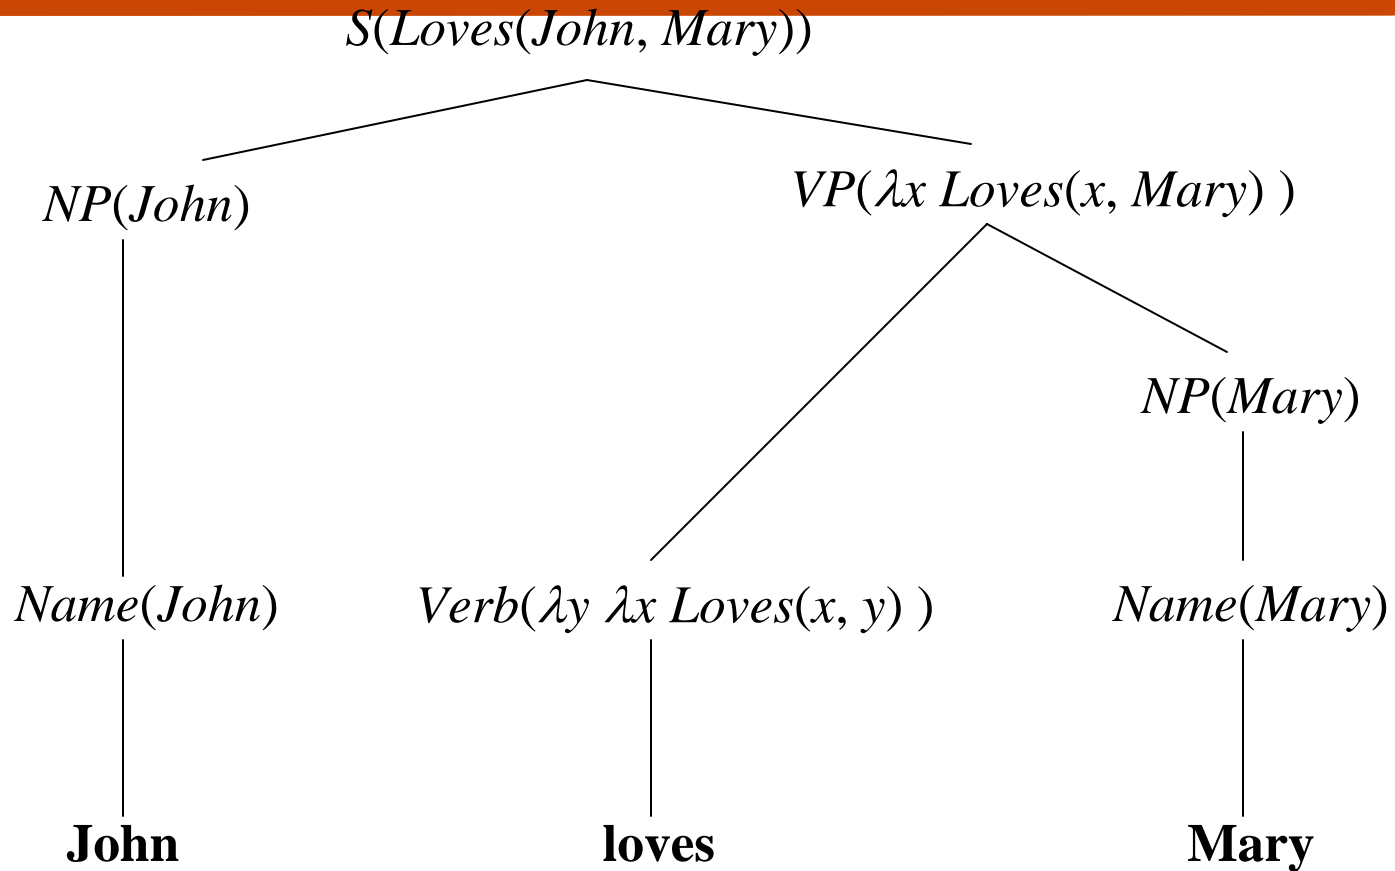 S(Loves(John, Mary))
NP(John)
VP(λx Loves(x, Mary) )
NP(Mary)
Name(John)
Verb(λy λx Loves(x, y) )
Name(Mary)
John
loves
Mary